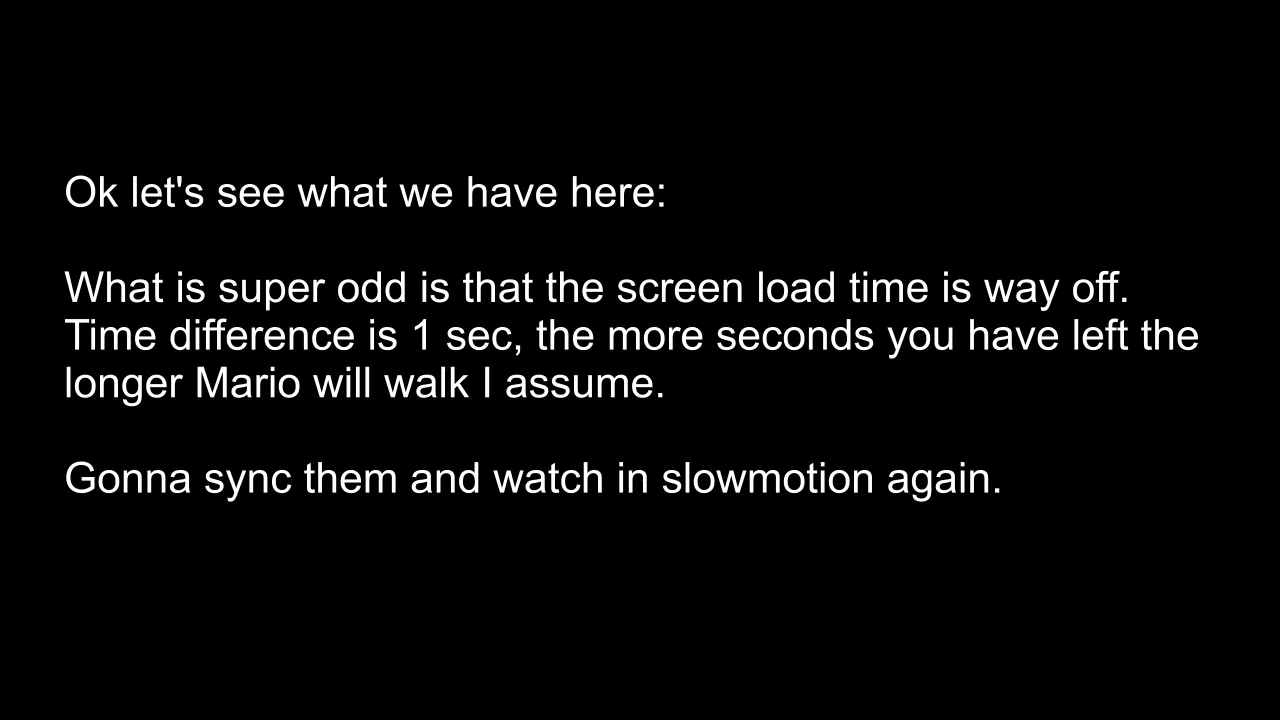 Ok let's see what we have here:
What is super odd is that the screen load time is way off.
Time difference is 1 sec, the more seconds you have left the
longer Mario will walk I assume.
Gonna sync them and watch in slowmotion again.